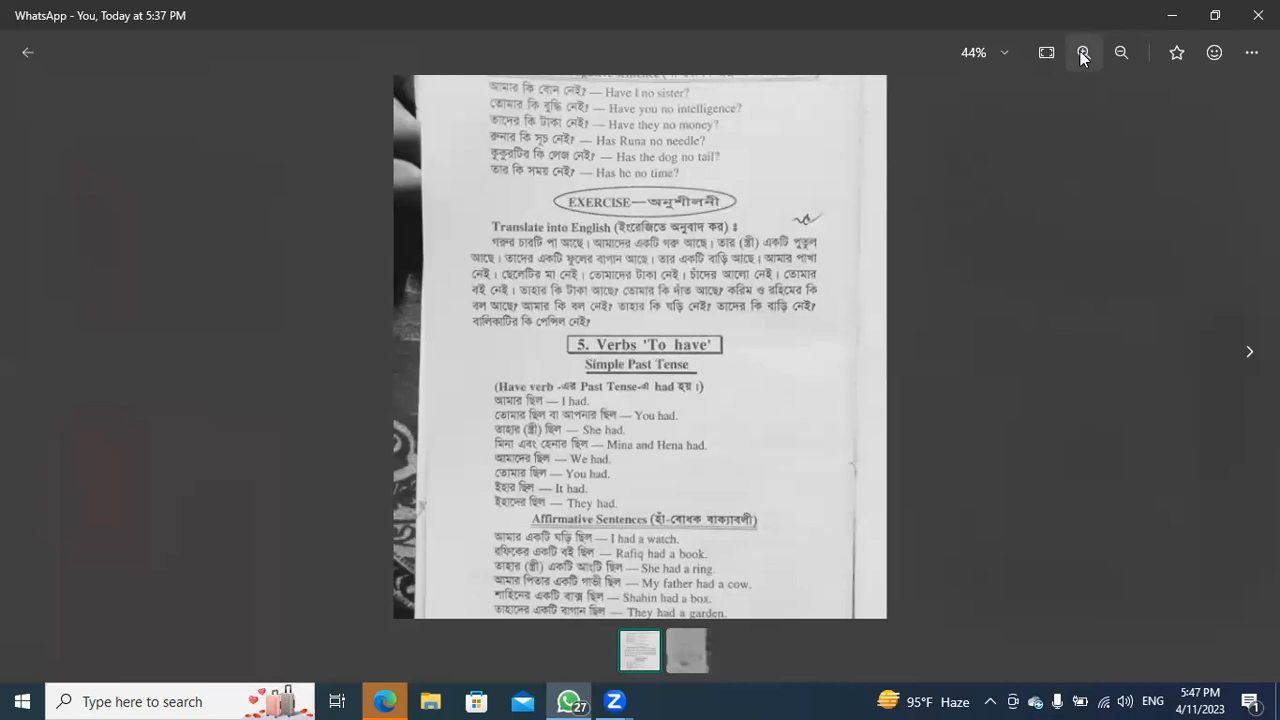 WhatsApp - You, Today at 5:37 PM
44%
আমার কি বোন নেই? — Have I no sister?
তোমার কি বুদ্ধি নেই? — Have you no intelligence?
তাদের কি টাকা নেই? — Have they no money?
রুনার কি সূচ নেই? — Has Runa no needle?
কুকুরটির কি লেজ নেই? — Has the dog no tail?
তার কি সময় নেই? — Has he no time?
EXERCISE—অনুশীলনী
Translate into English (ইংরেজিতে অনুবাদ কর) ঃ
গরুর চারটি পা আছে। আমাদের একটি গরু আছে। তার (স্ত্রী) একটি পুতুল
আছে। তাদের একটি ফুলের বাগান আছে। তার একটি বাড়ি আছে। আমার পাখা
নেই। ছেলেটির মা নেই। তোমাদের টাকা নেই। চাঁদের আলো নেই। তোমার
বই নেই। তাহার কি টাকা আছে? তোমার কি দাঁত আছে? করিম ও রহিমের কি
বল আছে? আমার কি বল নেই? তাহার কি ঘড়ি নেই? তাদের কি বাড়ি নেই?
বালিকাটির কি পেন্সিল নেই?
5. Verbs 'To have'
Simple Past Tense
(Have verb -এর Past Tense-এ had হয়।)
আমার ছিল — I had.
তোমার ছিল বা আপনার ছিল — You had.
তাহার (স্ত্রী) ছিল — She had.
মিনা এবং হেনার ছিল — Mina and Hena had.
আমাদের ছিল — We had.
তোমার ছিল — You had.
ইহার ছিল — It had.
ইহাদের ছিল — They had.
Affirmative Sentences (হাঁ-বোধক বাক্যাবলী)
আমার একটি ঘড়ি ছিল — I had a watch.
রফিকের একটি বই ছিল — Rafiq had a book.
তাহার (স্ত্রী) একটি আংটি ছিল — She had a ring.
আমার পিতার একটি গাভী ছিল — My father had a cow.
শাহিনের একটি বাক্স ছিল — Shahin had a box.
তাহাদের একটি বাগান ছিল — They had a garden.
Type here to search
27
95°F Haze
:47 PM
4/11/2023
1